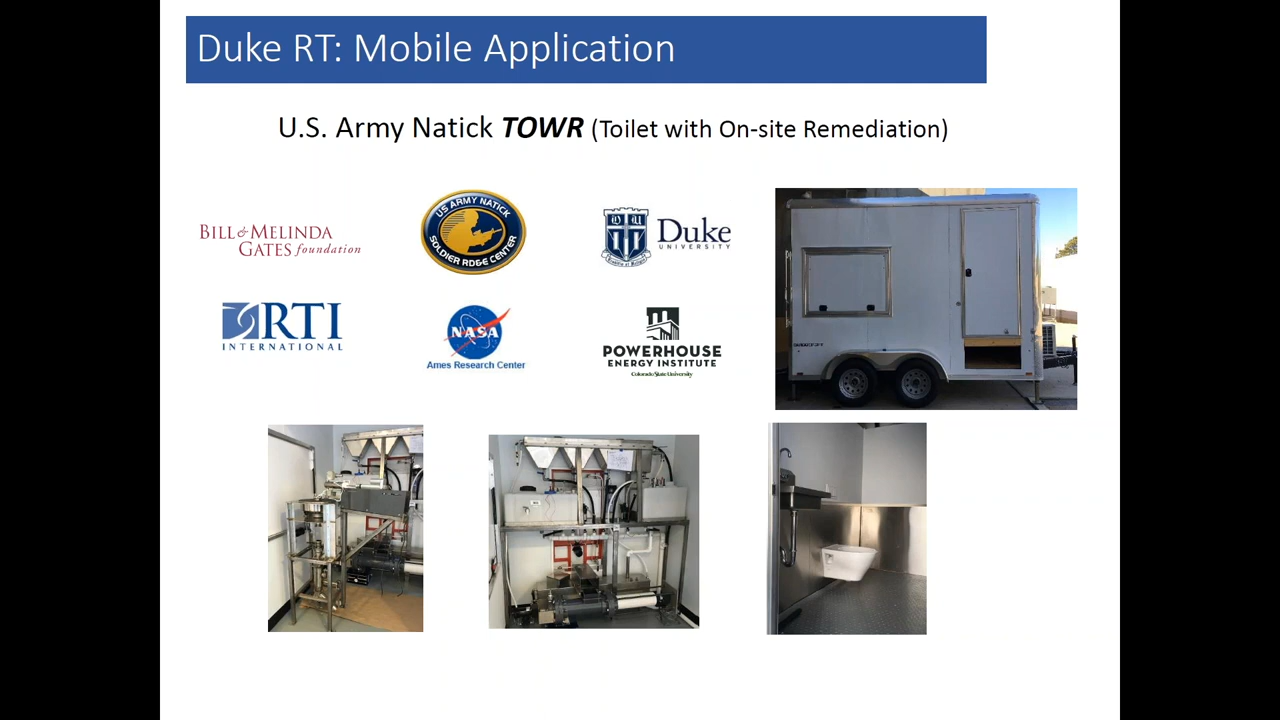 Duke RT: Mobile Application
U.S. Army Natick TOWR (Toilet with On-site Remediation)
BILL & MELINDA
GATES foundation
US ARMY NATICK
SOLDIER RD&E CENTER
Duke
UNIVERSITY
RTI
INTERNATIONAL
NASA
Ames Research Center
POWERHOUSE
ENERGY INSTITUTE
Colorado State University